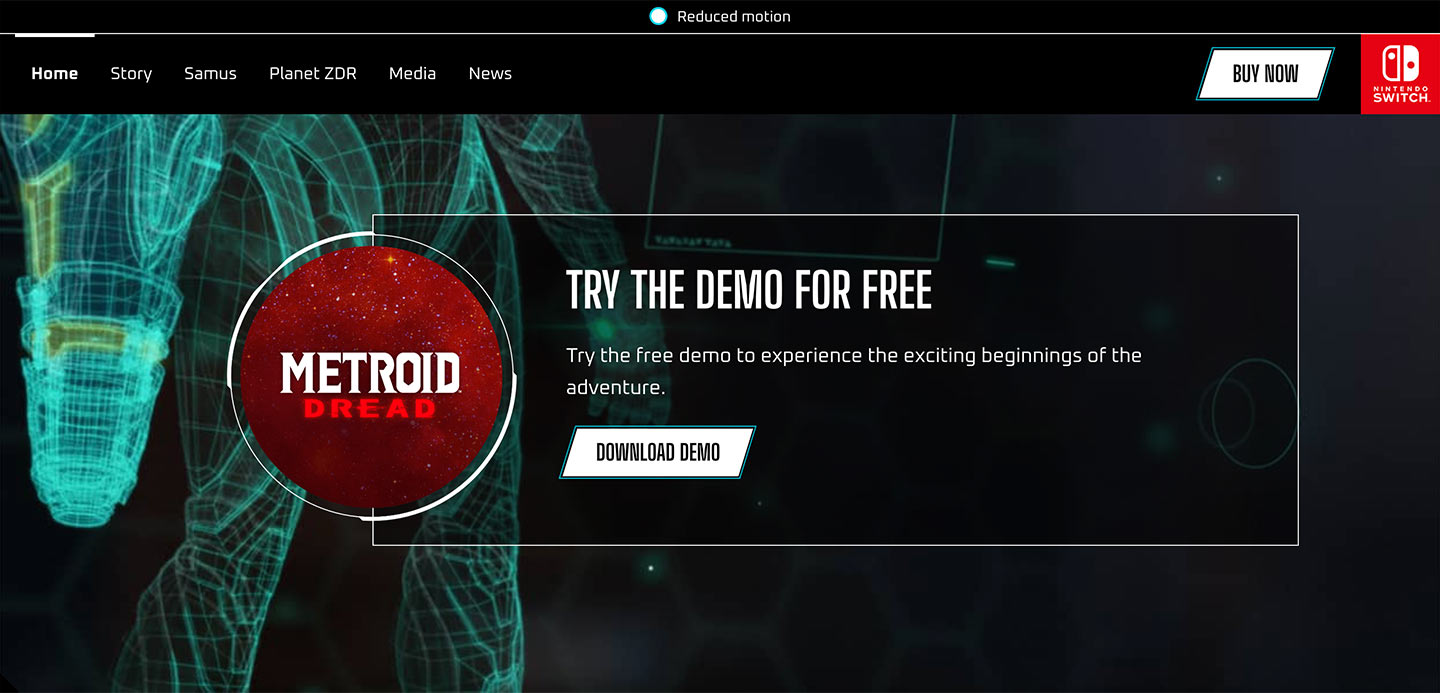 Reduced motion
Home Story Samus Planet ZDR Media News
BUY NOW
NINTENDO
SWITCH
METROID
DREAD
TRY THE DEMO FOR FREE
Try the free demo to experience the exciting beginnings of the
adventure.
DOWNLOAD DEMO